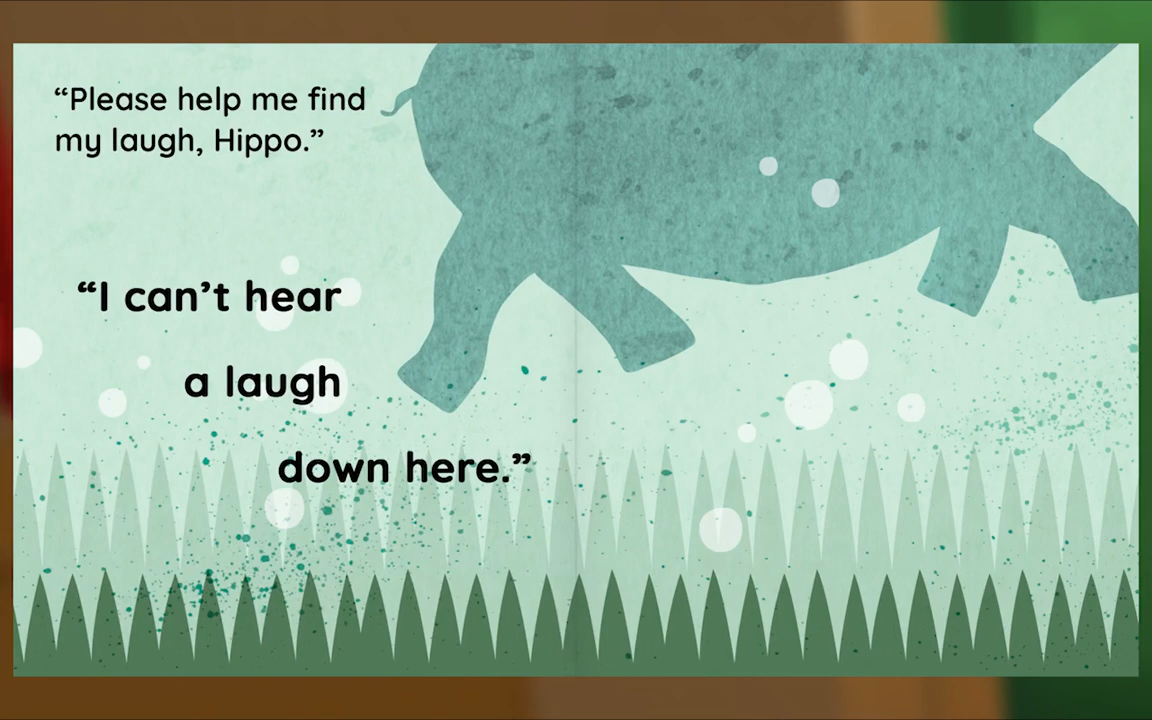 “Please help me find
my laugh, Hippo.”
“I can’t hear
a laugh
down here.”